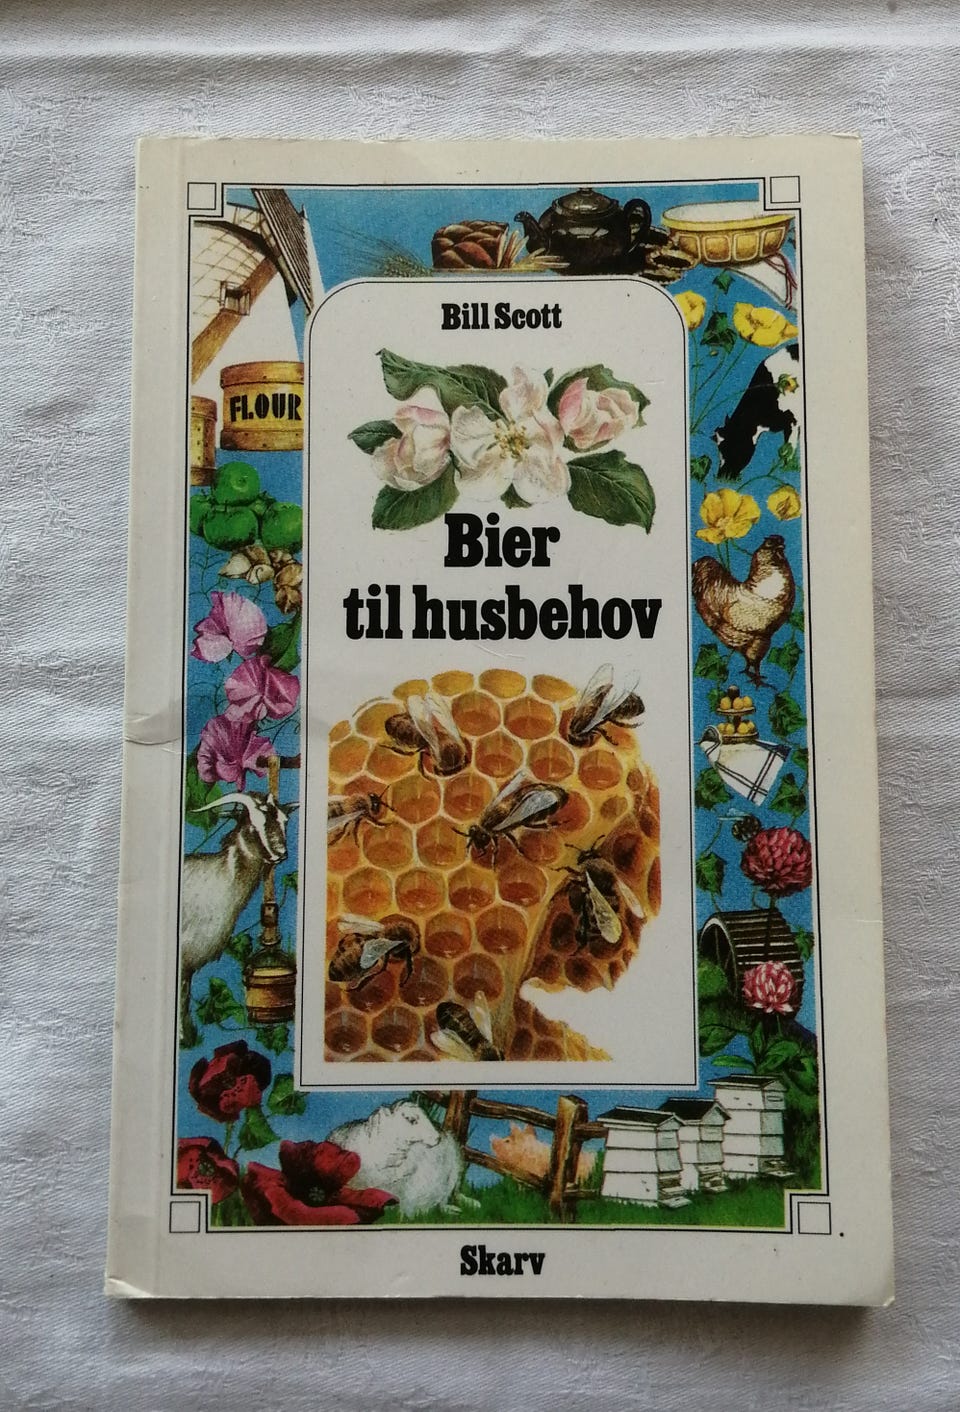 Bill Scott
FLOUR
Bier
til husbehov
Skarv